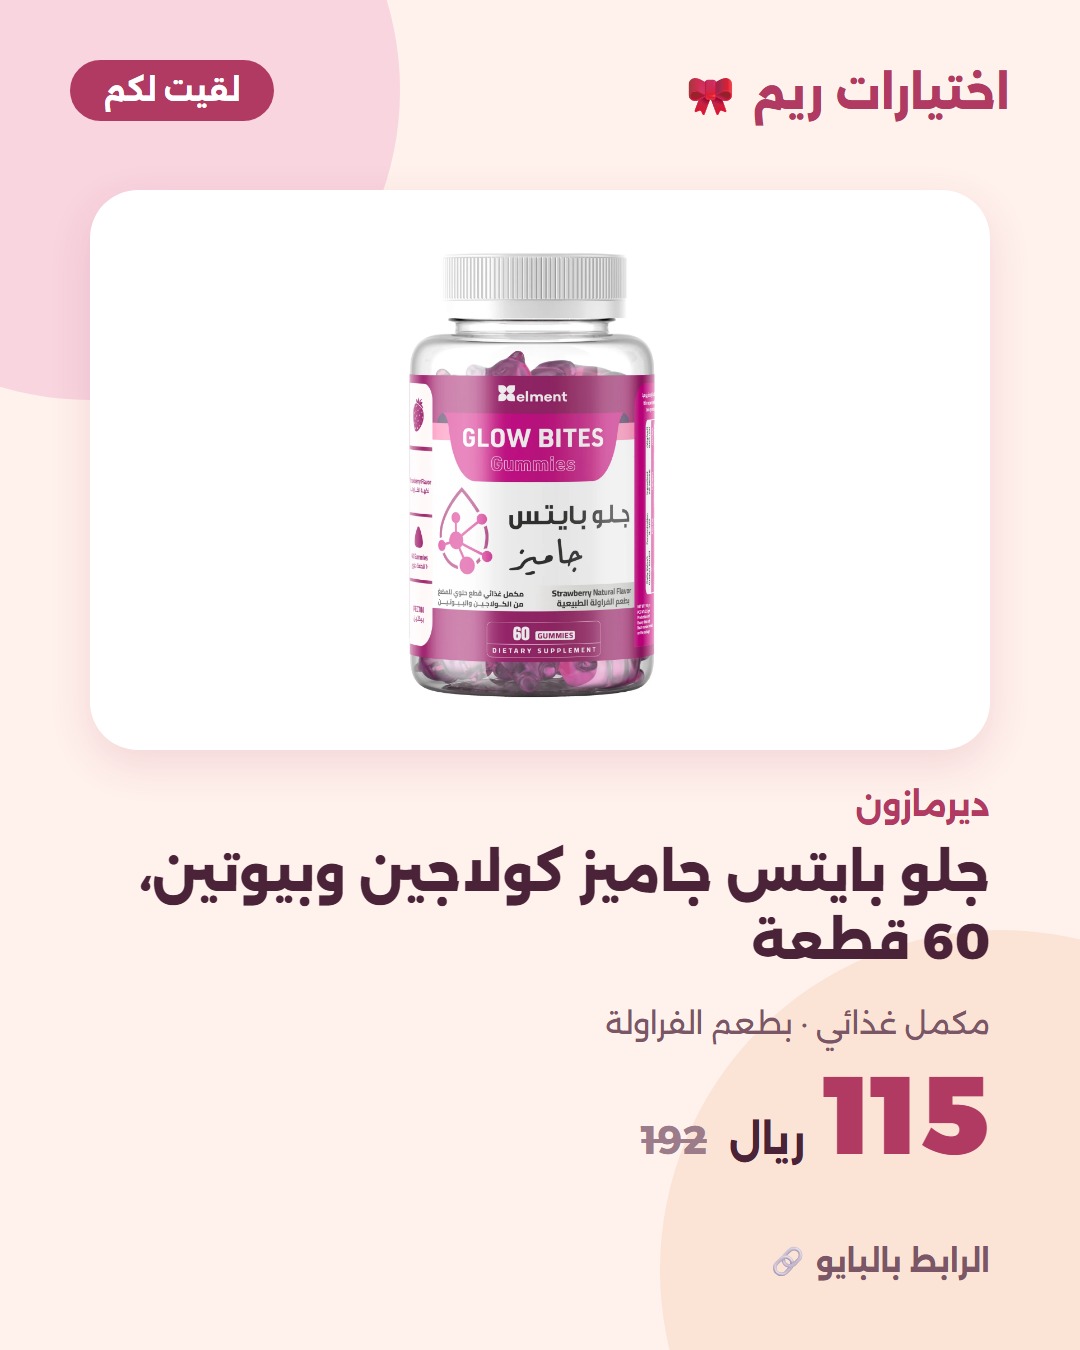 اختيارات ريم 🎀
لقيت لكم
elment
GLOW BITES
Gummies
جلو بايتس
جاميز
مكمل غذائي قطع حلوى للمضغ
من الكولاجين والبيوتين
Strawberry Natural Flavor
بطعم الفراولة الطبيعية
60 GUMMIES
DIETARY SUPPLEMENT
ديرمازون
جلو بايتس جاميز كولاجين وبيوتين،
60 قطعة
مكمل غذائي · بطعم الفراولة
115 ريال 192
الرابط بالبايو 🔗